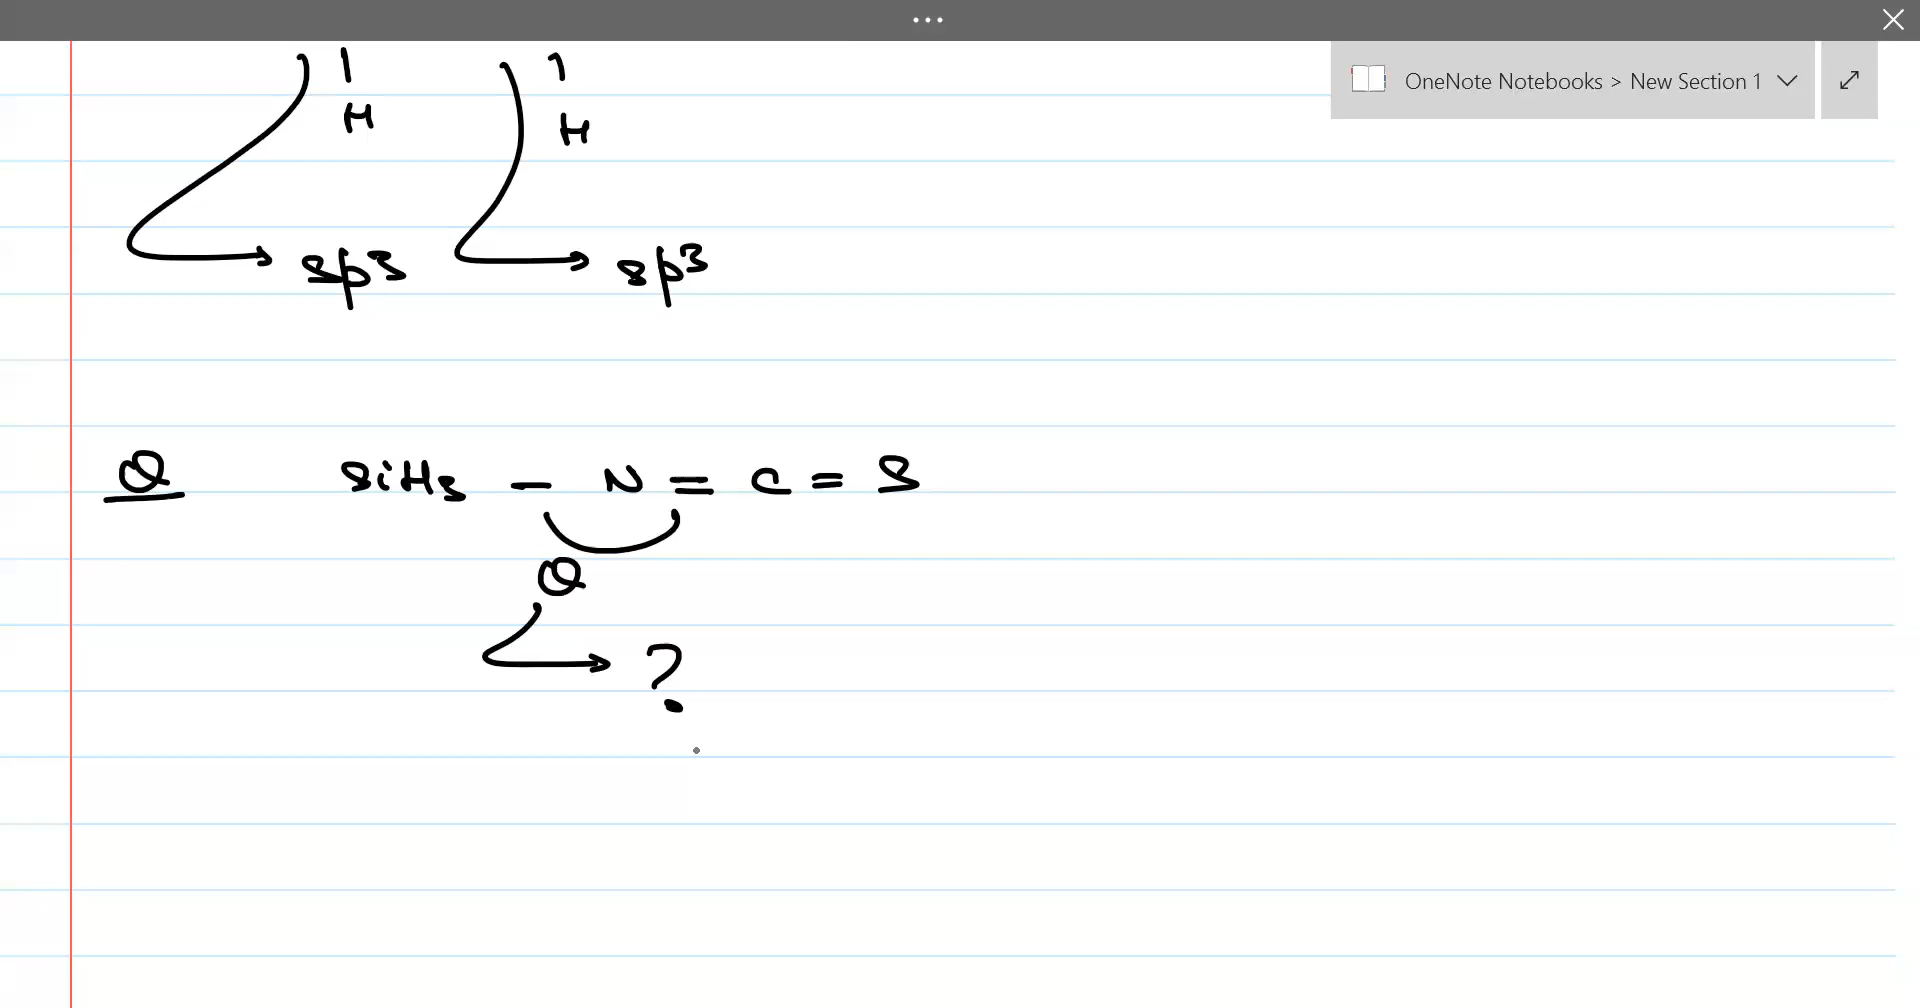 ...
OneNote Notebooks > New Section 1
I I
H H
sp3 sp3
Q SiH3 - N = C = S
θ
?